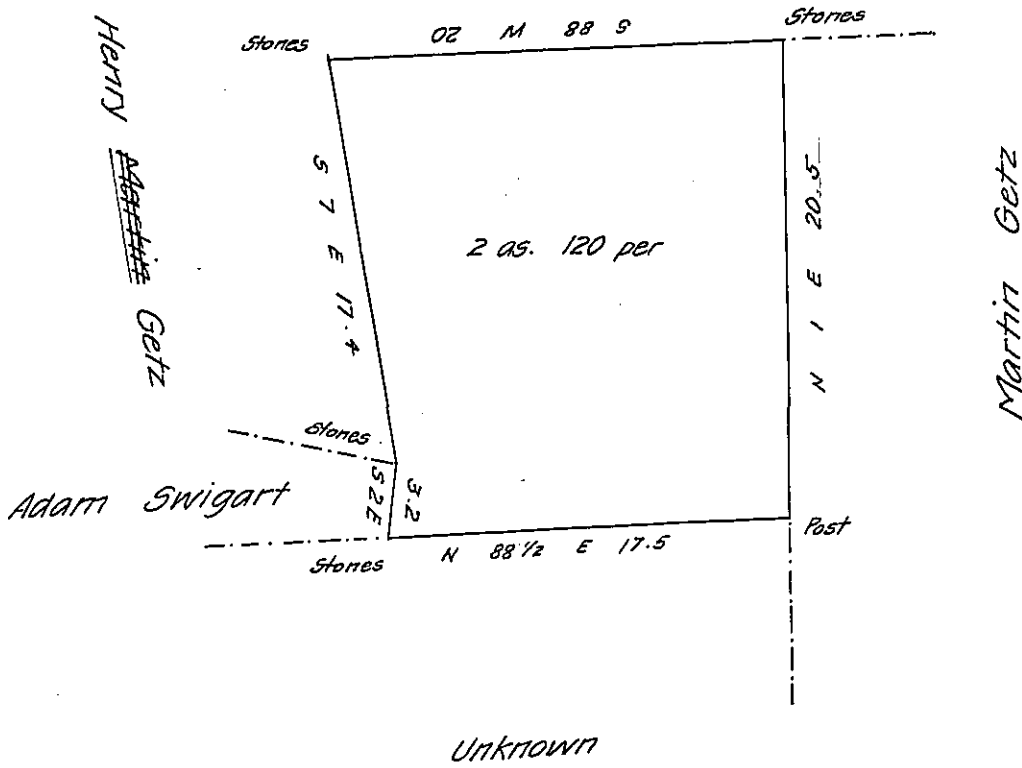 Stones
S 88 W 20
Stones
Henry Martin Getz
S 7 E 17.4
2 as. 120 per
N 1 E 20.5
Martin Getz
Stones
Adam Swigart
S 2 E
3.2
Stones
N 88 1/2 E 17.5
Post
Unknown